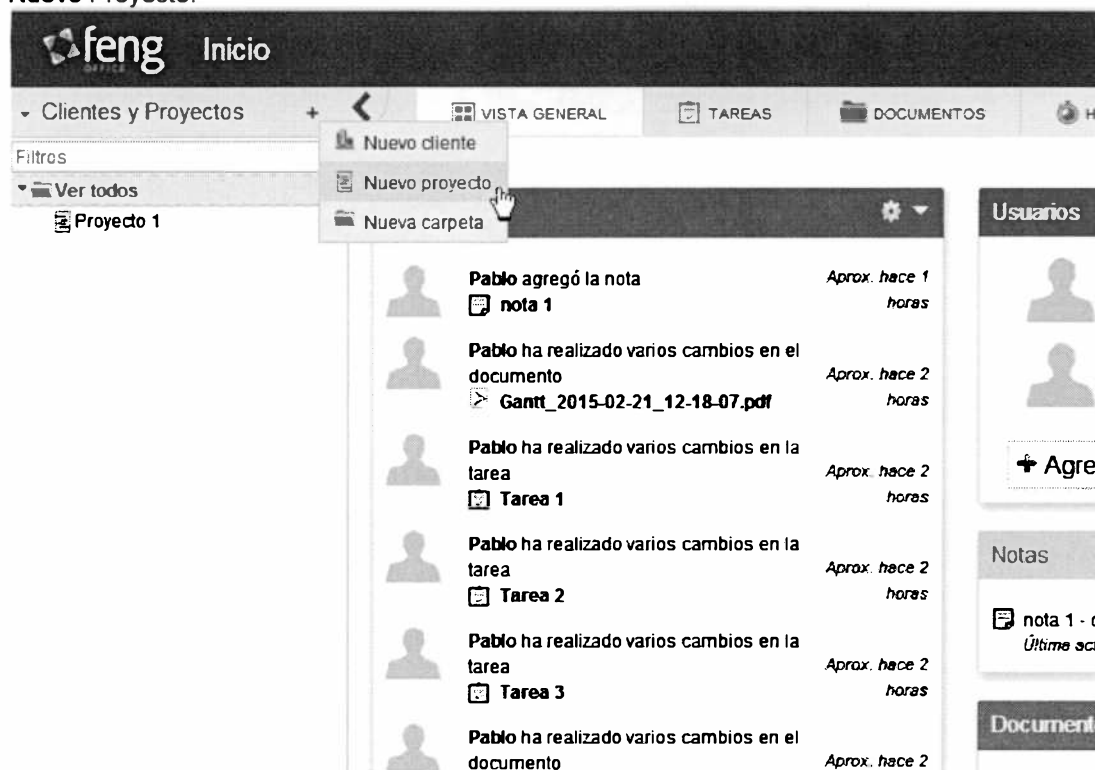 Nuevo Proyecto.
feng
OFFICE
Inicio
Clientes y Proyectos +
VISTA GENERAL
TAREAS
DOCUMENTOS
H
Filtros
Nuevo cliente
Nuevo proyecto
Nueva carpeta
Ver todos
Proyecto 1
Usuarios
Pablo agregó la nota
nota 1
Aprox. hace 1
horas
Pablo ha realizado varios cambios en el
documento
Gantt_2015-02-21_12-18-07.pdf
Aprox. hace 2
horas
Pablo ha realizado varios cambios en la
tarea
Tarea 1
Aprox. hace 2
horas
Pablo ha realizado varios cambios en la
tarea
Tarea 2
Aprox. hace 2
horas
Pablo ha realizado varios cambios en la
tarea
Tarea 3
Aprox. hace 2
horas
Pablo ha realizado varios cambios en el
documento
Aprox. hace 2
+ Agre
Notas
nota 1 -
Última act
Document